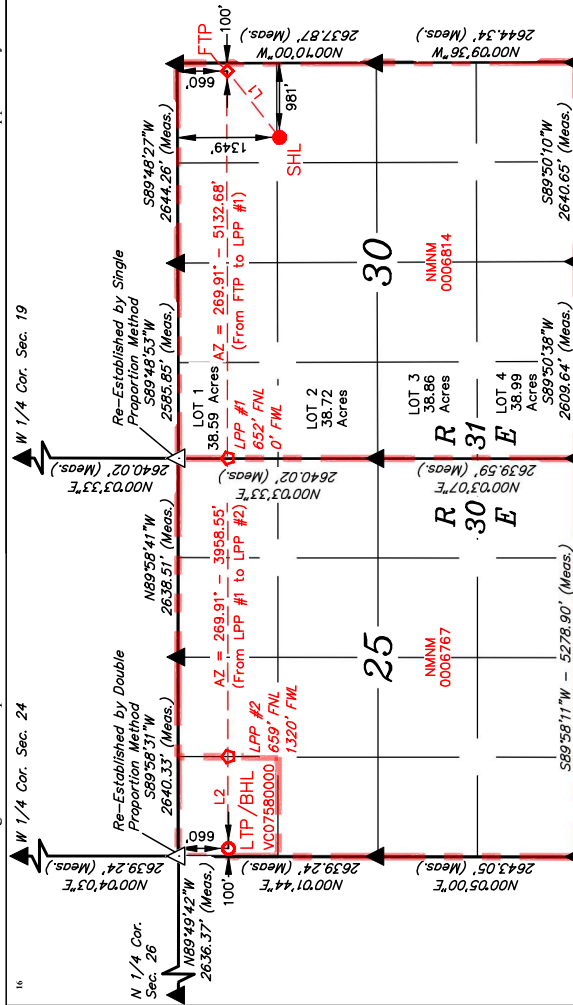 16
W 1/4 Cor. Sec. 24
W 1/4 Cor. Sec. 19
N 1/4 Cor.
Sec. 26
N89°49'42"W
2636.37' (Meas.)
N00°04'03"E
2639.24' (Meas.)
Re-Established by Double
Proportion Method
S89°58'31"W
2640.33' (Meas.)
N89°58'41"W
2638.51' (Meas.)
N00°03'33"E
2640.02' (Meas.)
Re-Established by Single
Proportion Method
S89°48'53"W
2585.85' (Meas.)
S89°48'27"W
2644.26' (Meas.)
660'
100'
L2
LTP/BHL
VC07580000
LPP #2
659' FNL
1320' FWL
AZ = 269.91° - 3958.55'
(From LPP #1 to LPP #2)
LOT 1
38.59 Acres
LPP #1
652' FNL
0' FWL
AZ = 269.91° - 5132.68'
(From FTP to LPP #1)
660'
100'
FTP
L1
1349'
981'
SHL
N00°01'44"E
2639.24' (Meas.)
N00°03'33"E
2640.02' (Meas.)
LOT 2
38.72
Acres
N00°10'00"W
2637.87' (Meas.)
25
30
NMNM
0006767
NMNM
0006814
LOT 3
38.86
Acres
LOT 4
38.99
Acres
R R
30 31
E E
N00°05'00"E
2643.05' (Meas.)
N00°03'07"E
2639.59' (Meas.)
N00°09'36"W
2644.34' (Meas.)
S89°58'11"W - 5278.90' (Meas.)
S89°50'38"W
2609.64' (Meas.)
S89°50'10"W
2640.65' (Meas.)